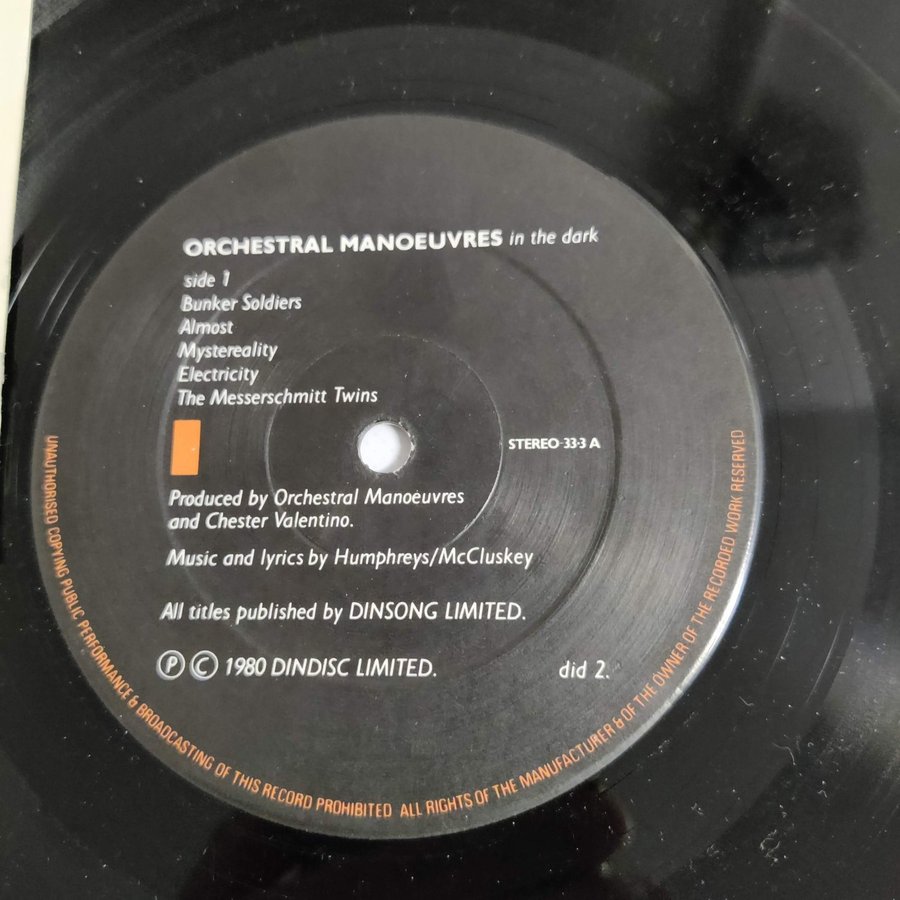 ORCHESTRAL MANOEUVRES in the dark
side 1
Bunker Soldiers
Almost
Mystereality
Electricity
The Messerschmitt Twins
STEREO·33·3 A
Produced by Orchestral Manoeuvres
and Chester Valentino.
Music and lyrics by Humphreys/McCluskey
All titles published by DINSONG LIMITED.
Ⓟ Ⓒ 1980 DINDISC LIMITED.
did 2.
UNAUTHORISED COPYING PUBLIC PERFORMANCE & BROADCASTING OF THIS RECORD PROHIBITED ALL RIGHTS OF THE MANUFACTURER & OF THE OWNER OF THE RECORDED WORK RESERVED